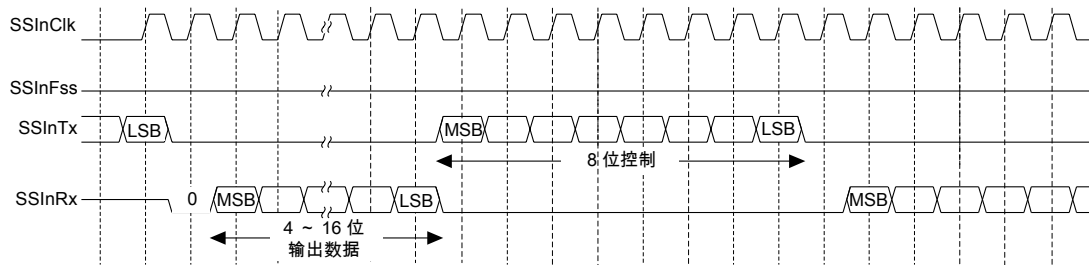 SSInClk
SSInFss
SSInTx LSB MSB LSB
8 位控制
SSInRx 0 MSB LSB MSB
4 ~ 16 位
输出数据